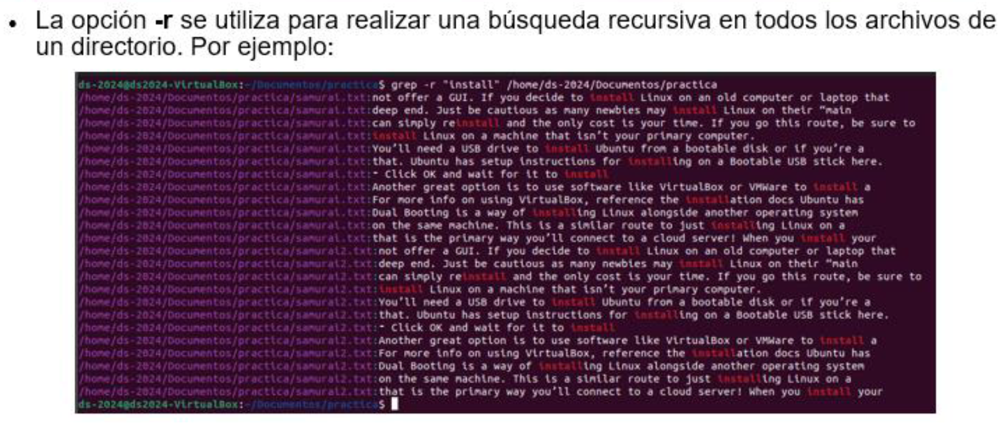 • La opción -r se utiliza para realizar una búsqueda recursiva en todos los archivos de
un directorio. Por ejemplo:
ds-2024@ds2024-VirtualBox:~/Documentos/practica$ grep -r "install" /home/ds-2024/Documentos/practica
/home/ds-2024/Documentos/practica/samurai.txt:not offer a GUI. If you decide to install Linux on an old computer or laptop that
/home/ds-2024/Documentos/practica/samurai.txt:deep end. Just be cautious as many newbies may install Linux on their “main
/home/ds-2024/Documentos/practica/samurai.txt:can simply reinstall and the only cost is your time. If you go this route, be sure to
/home/ds-2024/Documentos/practica/samurai.txt:install Linux on a machine that isn’t your primary computer.
/home/ds-2024/Documentos/practica/samurai.txt:You’ll need a USB drive to install Ubuntu from a bootable disk or if you’re a
/home/ds-2024/Documentos/practica/samurai.txt:that. Ubuntu has setup instructions for installing on a Bootable USB stick here.
/home/ds-2024/Documentos/practica/samurai.txt:- Click OK and wait for it to install
/home/ds-2024/Documentos/practica/samurai.txt:Another great option is to use software like VirtualBox or VMWare to install a
/home/ds-2024/Documentos/practica/samurai.txt:For more info on using VirtualBox, reference the installation docs Ubuntu has
/home/ds-2024/Documentos/practica/samurai.txt:Dual Booting is a way of installing Linux alongside another operating system
/home/ds-2024/Documentos/practica/samurai.txt:on the same machine. This is a similar route to just installing Linux on a
/home/ds-2024/Documentos/practica/samurai.txt:that is the primary way you’ll connect to a cloud server! When you install your
/home/ds-2024/Documentos/practica/samurai2.txt:not offer a GUI. If you decide to install Linux on an old computer or laptop that
/home/ds-2024/Documentos/practica/samurai2.txt:deep end. Just be cautious as many newbies may install Linux on their “main
/home/ds-2024/Documentos/practica/samurai2.txt:can simply reinstall and the only cost is your time. If you go this route, be sure to
/home/ds-2024/Documentos/practica/samurai2.txt:install Linux on a machine that isn’t your primary computer.
/home/ds-2024/Documentos/practica/samurai2.txt:You’ll need a USB drive to install Ubuntu from a bootable disk or if you’re a
/home/ds-2024/Documentos/practica/samurai2.txt:that. Ubuntu has setup instructions for installing on a Bootable USB stick here.
/home/ds-2024/Documentos/practica/samurai2.txt:- Click OK and wait for it to install
/home/ds-2024/Documentos/practica/samurai2.txt:Another great option is to use software like VirtualBox or VMWare to install a
/home/ds-2024/Documentos/practica/samurai2.txt:For more info on using VirtualBox, reference the installation docs Ubuntu has
/home/ds-2024/Documentos/practica/samurai2.txt:Dual Booting is a way of installing Linux alongside another operating system
/home/ds-2024/Documentos/practica/samurai2.txt:on the same machine. This is a similar route to just installing Linux on a
/home/ds-2024/Documentos/practica/samurai2.txt:that is the primary way you’ll connect to a cloud server! When you install your
ds-2024@ds2024-VirtualBox:~/Documentos/practica$